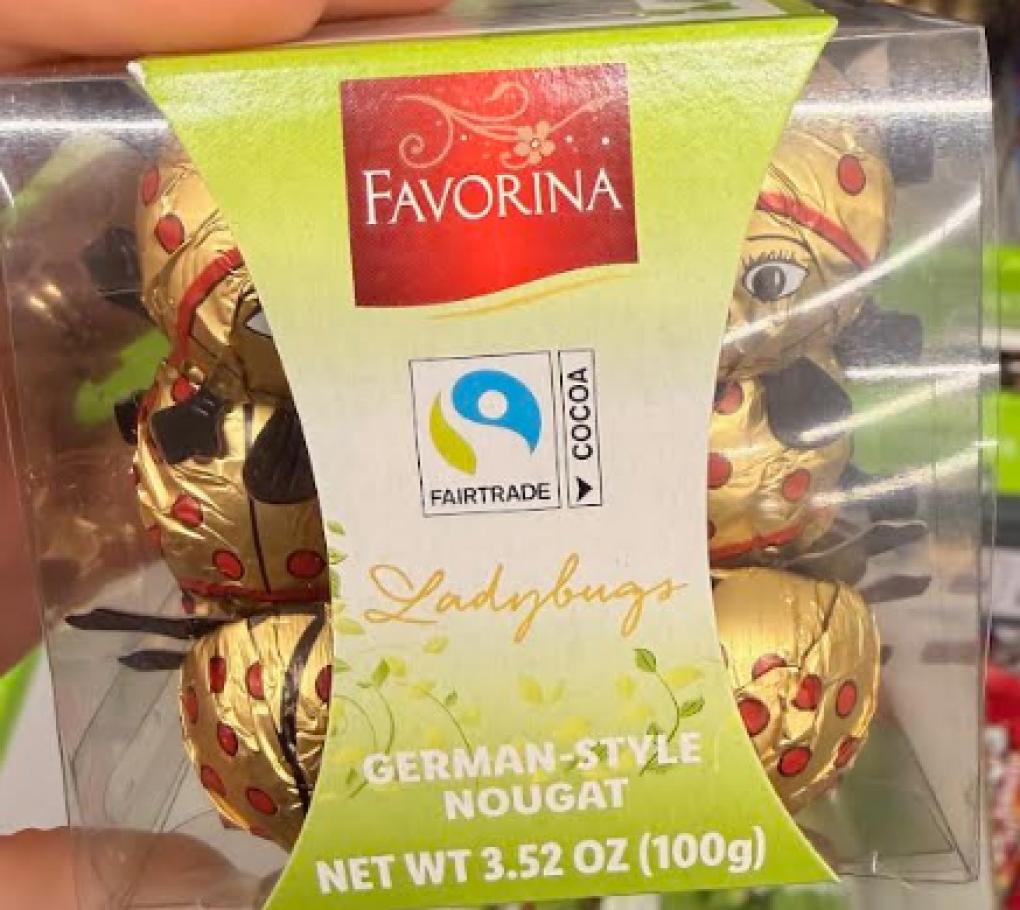 FAVORINA
FAIRTRADE
COCOA
Ladybugs
GERMAN-STYLE
NOUGAT
NET WT 3.52 OZ (100g)